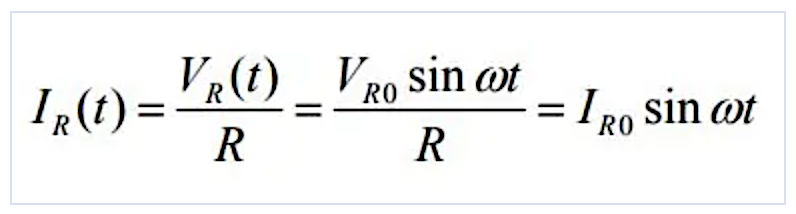 I_R(t) = V_R(t)/R = V_R0 sin ωt/R = I_R0 sin ωt